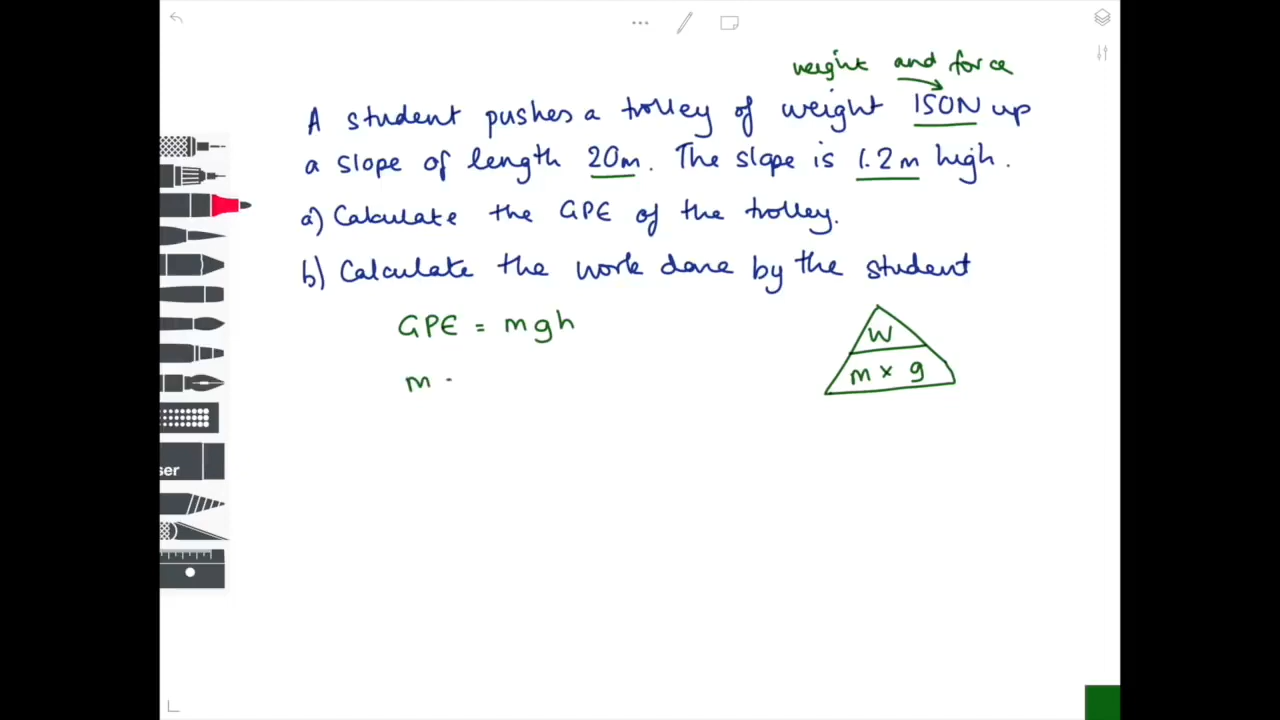 weight and force
A student pushes a trolley of weight 150N up
a slope of length 20m. The slope is 1.2m high.
a) Calculate the GPE of the trolley.
b) Calculate the work done by the student
GPE = mgh
W
m -
m × g
ser